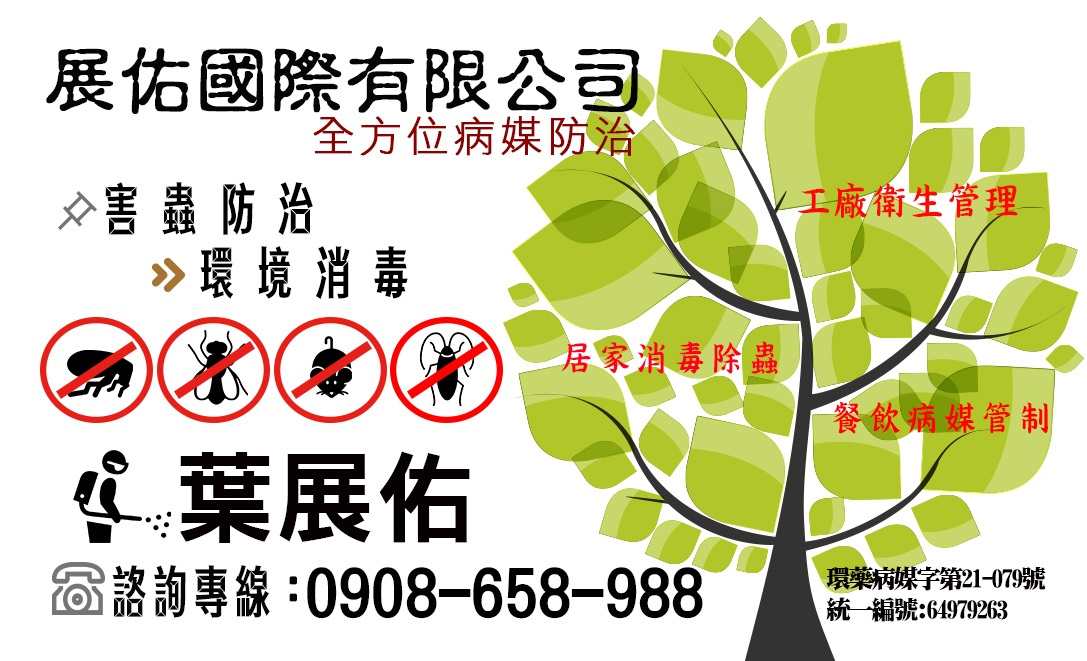 展佑國際有限公司
全方位病媒防治
害蟲防治
環境消毒
工廠衛生管理
居家消毒除蟲
餐飲病媒管制
葉展佑
諮詢專線：0908-658-988
環藥病媒字第21-079號
統一編號:64979263